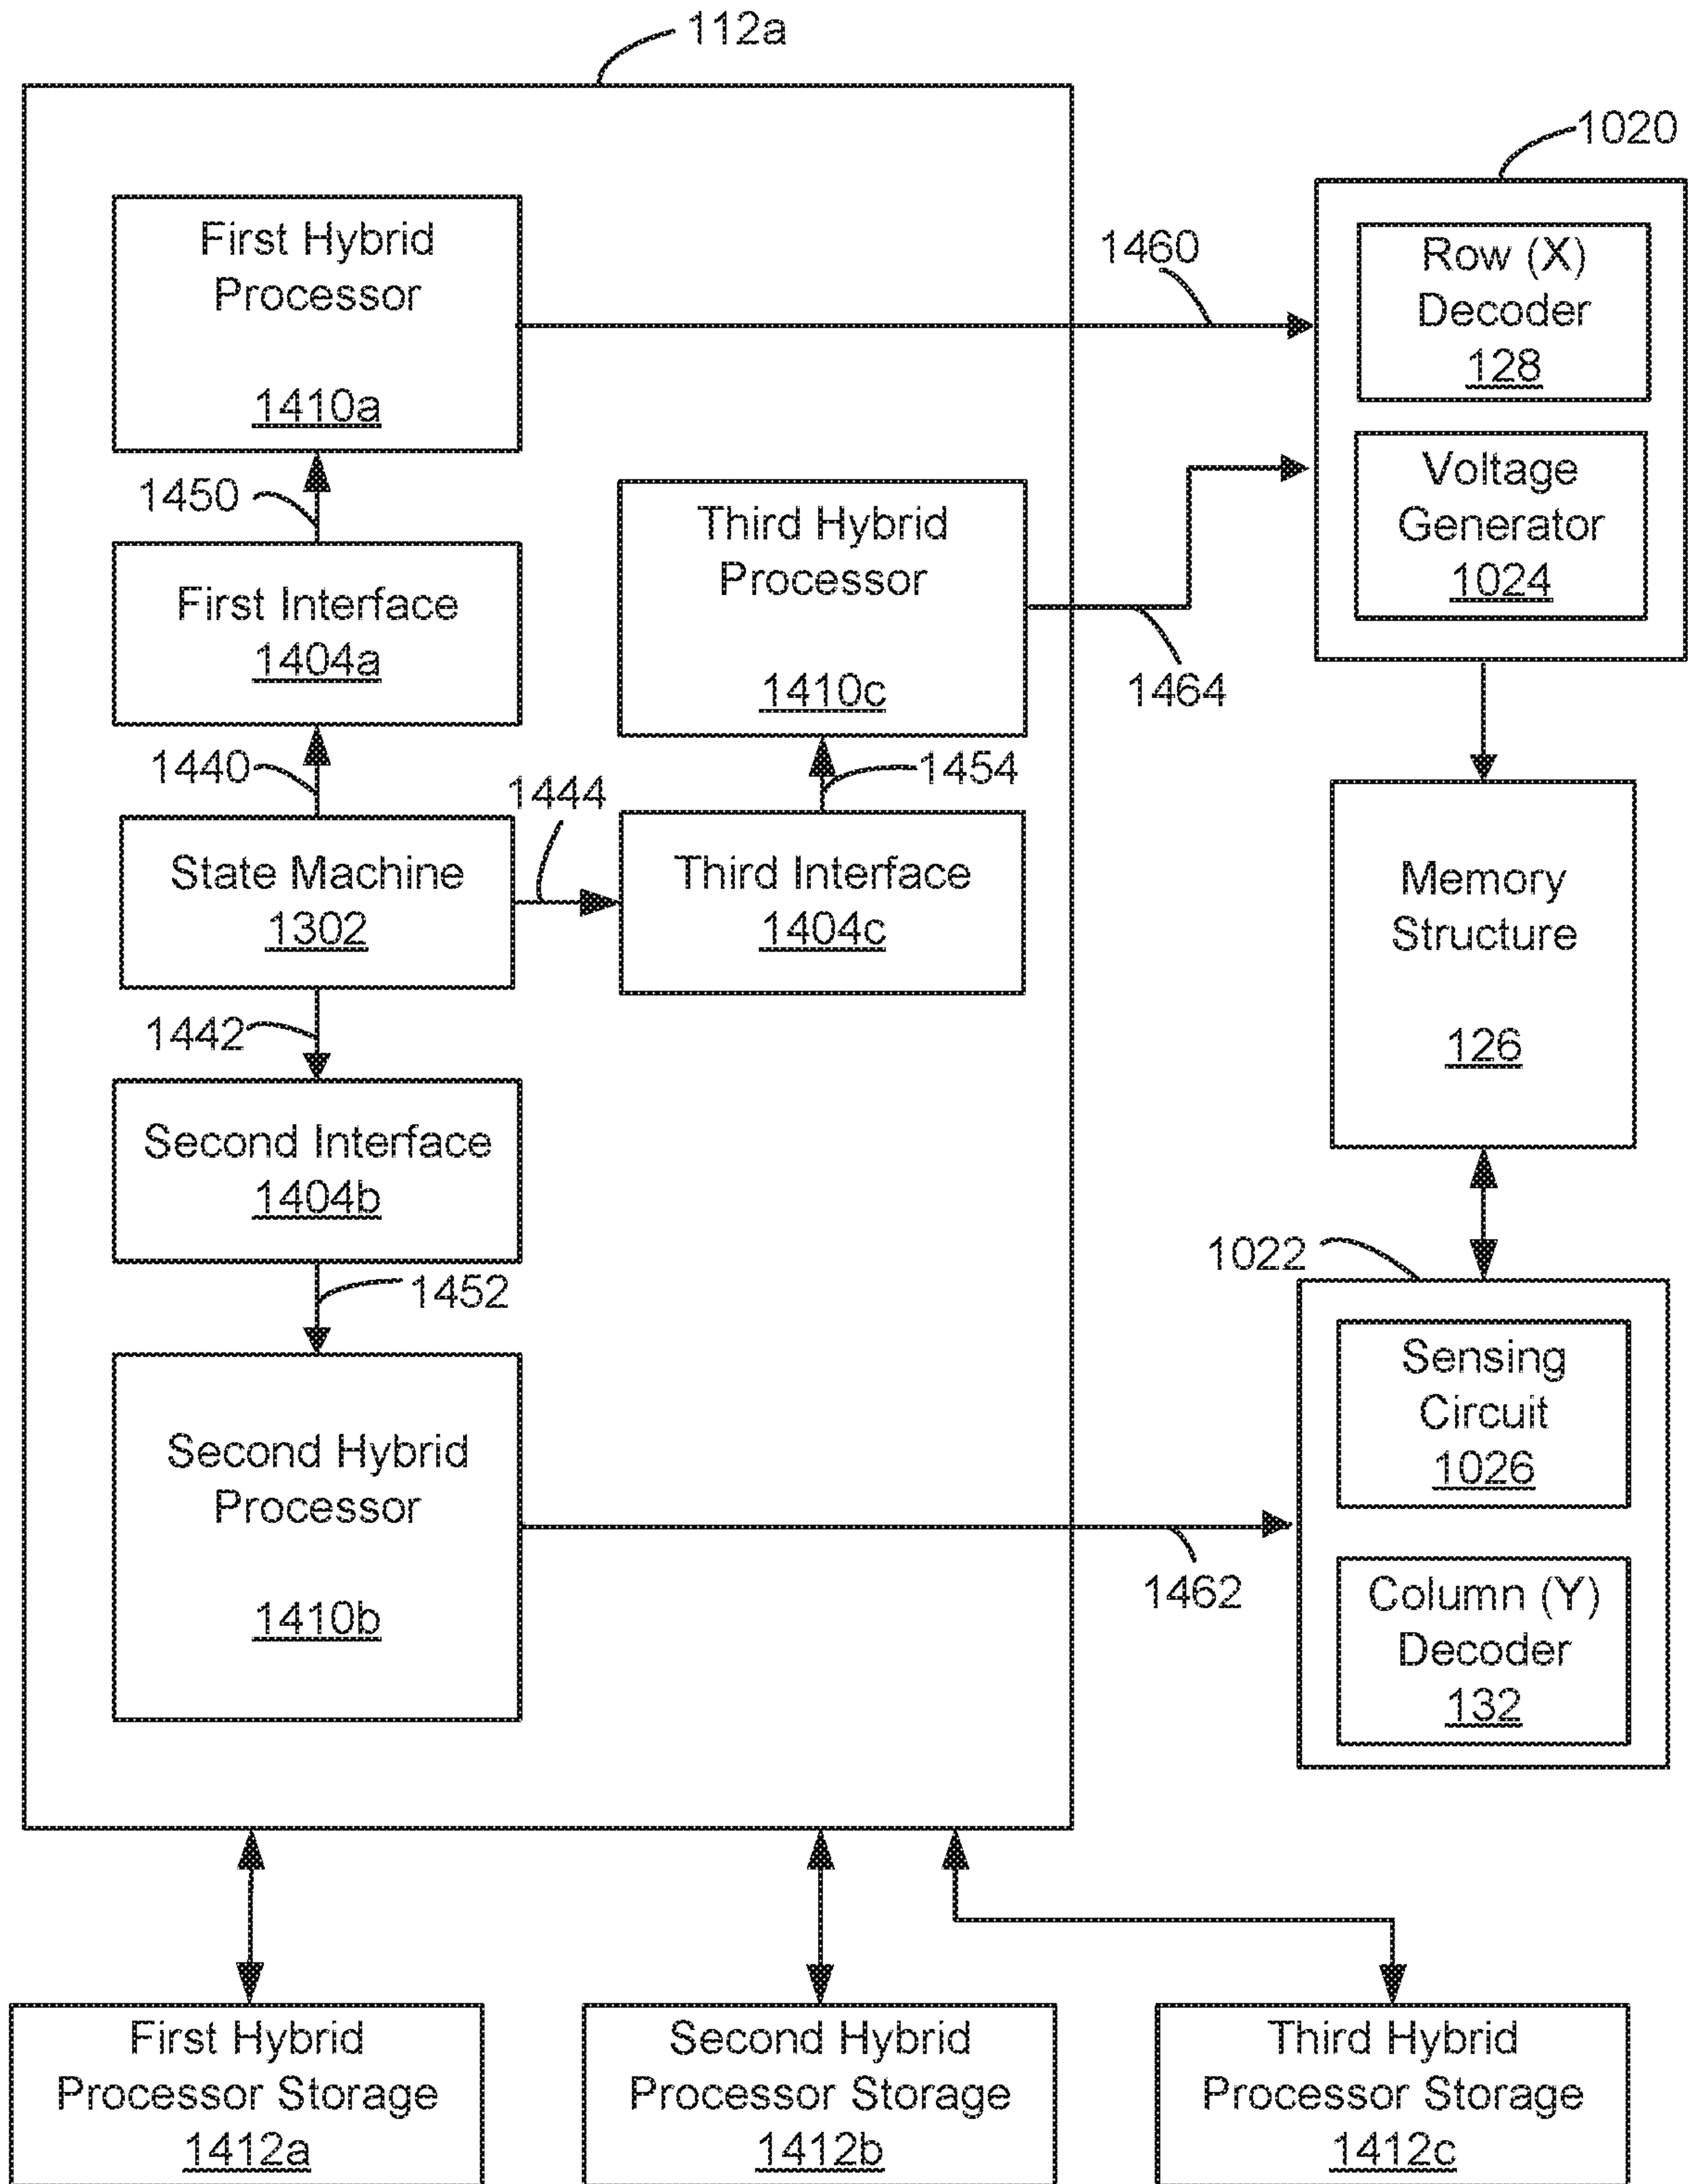 112a
1020
First Hybrid
Processor
1410a
1460
Row (X)
Decoder
128
1450
Third Hybrid
Processor
1410c
Voltage
Generator
1024
First Interface
1404a
1464
1440
1444
1454
State Machine
1302
Third Interface
1404c
Memory
Structure
126
1442
Second Interface
1404b
1022
1452
Sensing
Circuit
1026
Second Hybrid
Processor
1410b
1462
Column (Y)
Decoder
132
First Hybrid
Processor Storage
1412a
Second Hybrid
Processor Storage
1412b
Third Hybrid
Processor Storage
1412c